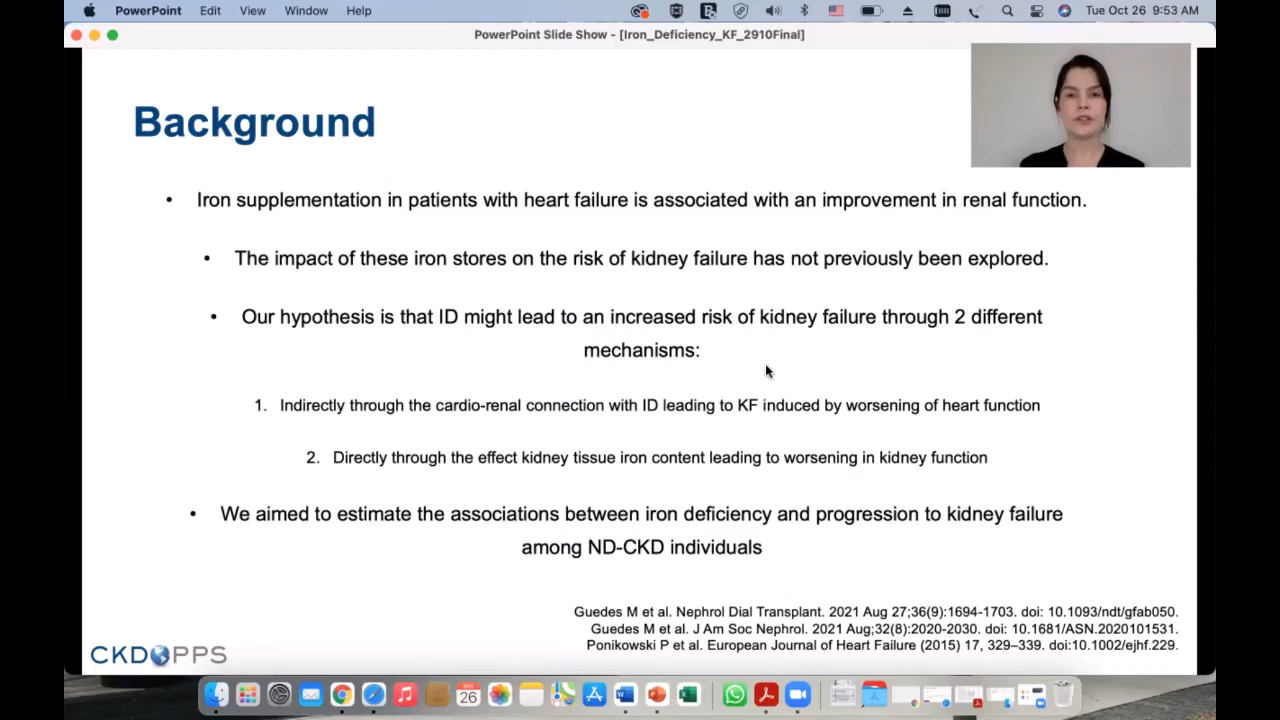 PowerPoint Edit View Window Help Tue Oct 26 9:53 AM
PowerPoint Slide Show - [Iron_Deficiency_KF_2910Final]
Background
• Iron supplementation in patients with heart failure is associated with an improvement in renal function.
• The impact of these iron stores on the risk of kidney failure has not previously been explored.
• Our hypothesis is that ID might lead to an increased risk of kidney failure through 2 different
mechanisms:
1. Indirectly through the cardio-renal connection with ID leading to KF induced by worsening of heart function
2. Directly through the effect kidney tissue iron content leading to worsening in kidney function
• We aimed to estimate the associations between iron deficiency and progression to kidney failure
among ND-CKD individuals
Guedes M et al. Nephrol Dial Transplant. 2021 Aug 27;36(9):1694-1703. doi: 10.1093/ndt/gfab050.
Guedes M et al. J Am Soc Nephrol. 2021 Aug;32(8):2020-2030. doi: 10.1681/ASN.2020101531.
Ponikowski P et al. European Journal of Heart Failure (2015) 17, 329–339. doi:10.1002/ejhf.229.
CKDOPPS
26